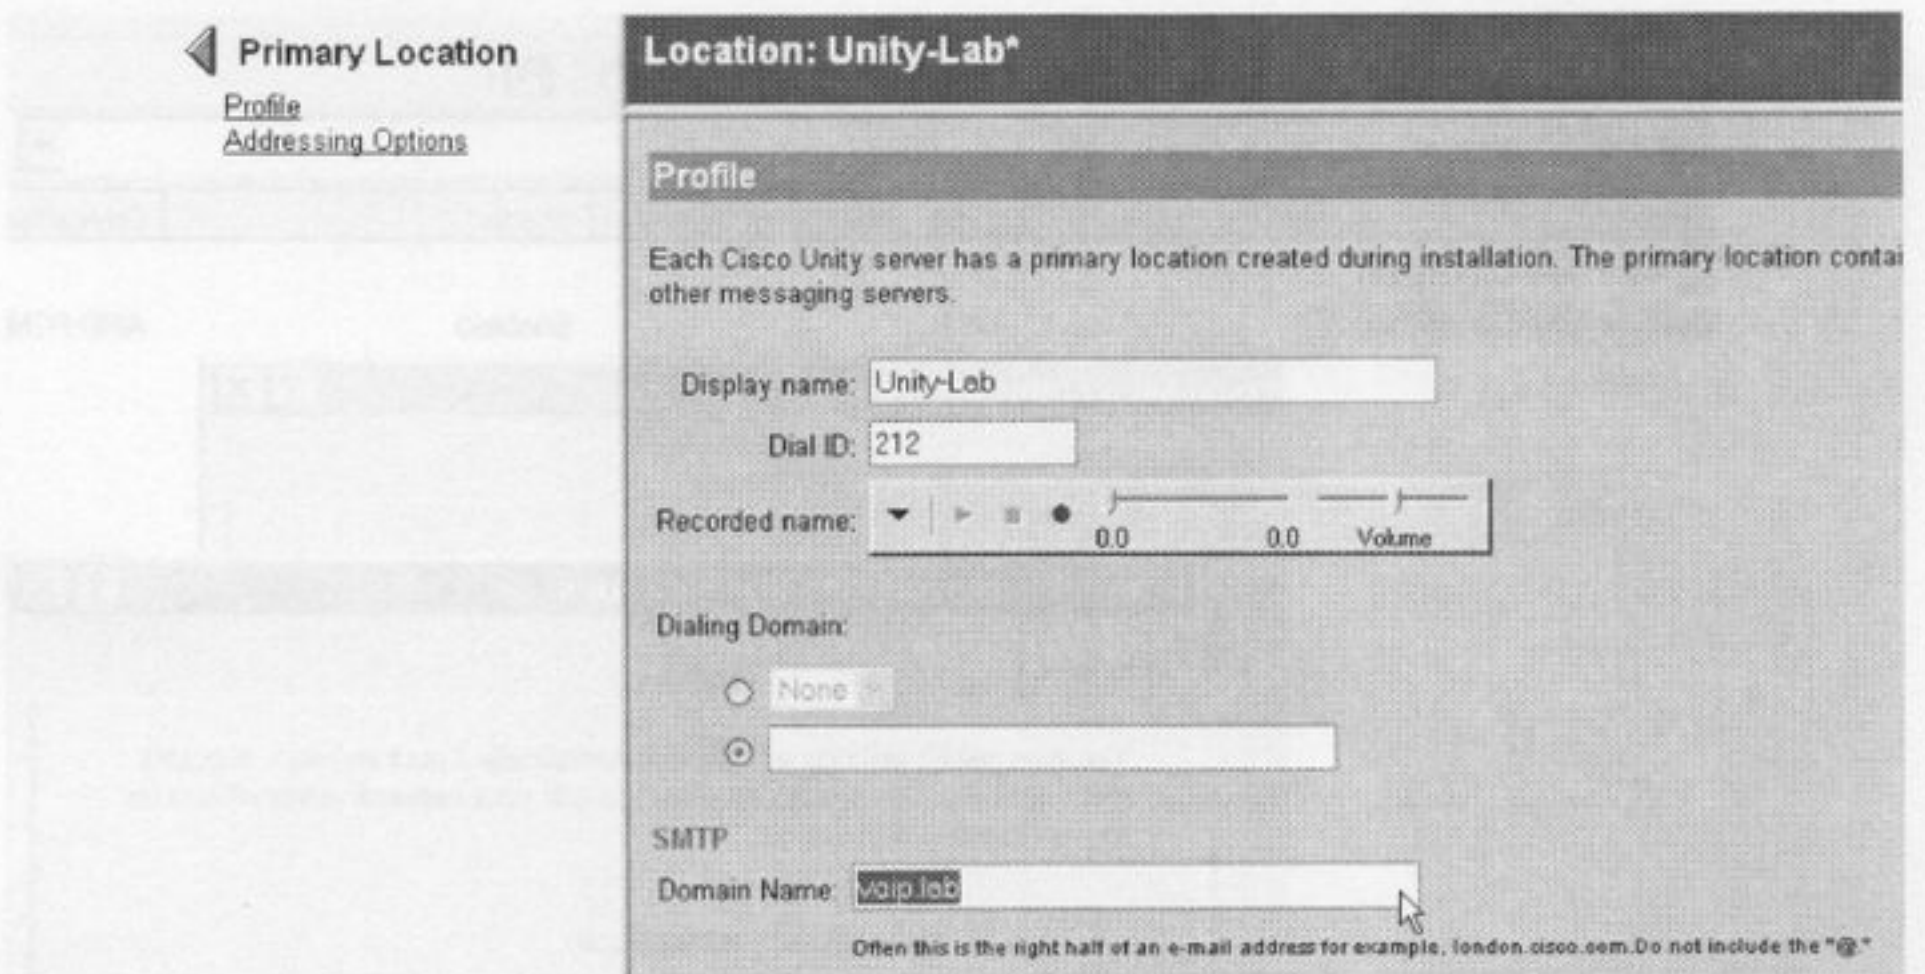 Primary Location
Profile
Addressing Options
Location: Unity-Lab*
Profile
Each Cisco Unity server has a primary location created during installation. The primary location contai
other messaging servers.
Display name: Unity-Lab
Dial ID: 212
Recorded name: 0.0 0.0 Volume
Dialing Domain:
None
SMTP
Domain Name: voip.lab
Often this is the right half of an e-mail address for example, london.cisco.com.Do not include the "@."